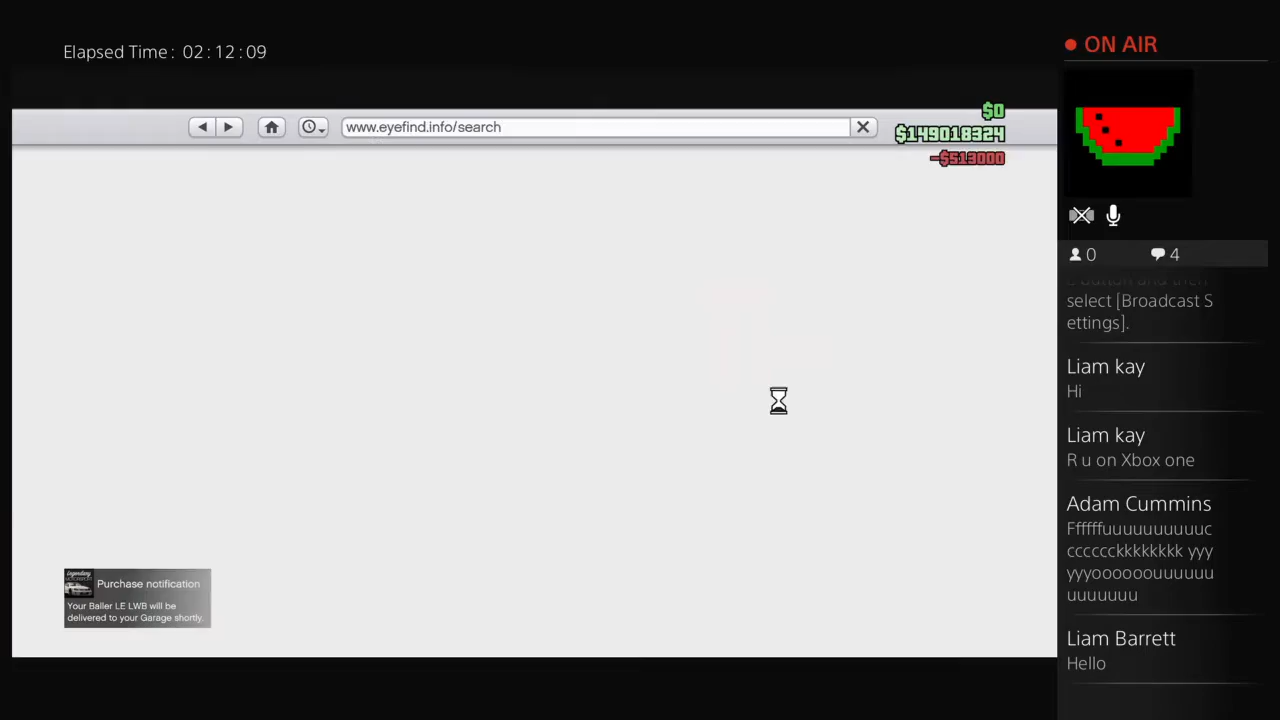 Elapsed Time: 02:12:09
ON AIR
www.eyefind.info/search
$0
$149018324
-$513000
0 4
select [Broadcast S
ettings].
Liam kay
Hi
Liam kay
R u on Xbox one
Adam Cummins
Ffffffuuuuuuuuuuc
ccccccckkkkkkkk yyy
yyyoooooouuuuuu
uuuuuuu
Liam Barrett
Hello
Purchase notification
Your Baller LE LWB will be
delivered to your Garage shortly.